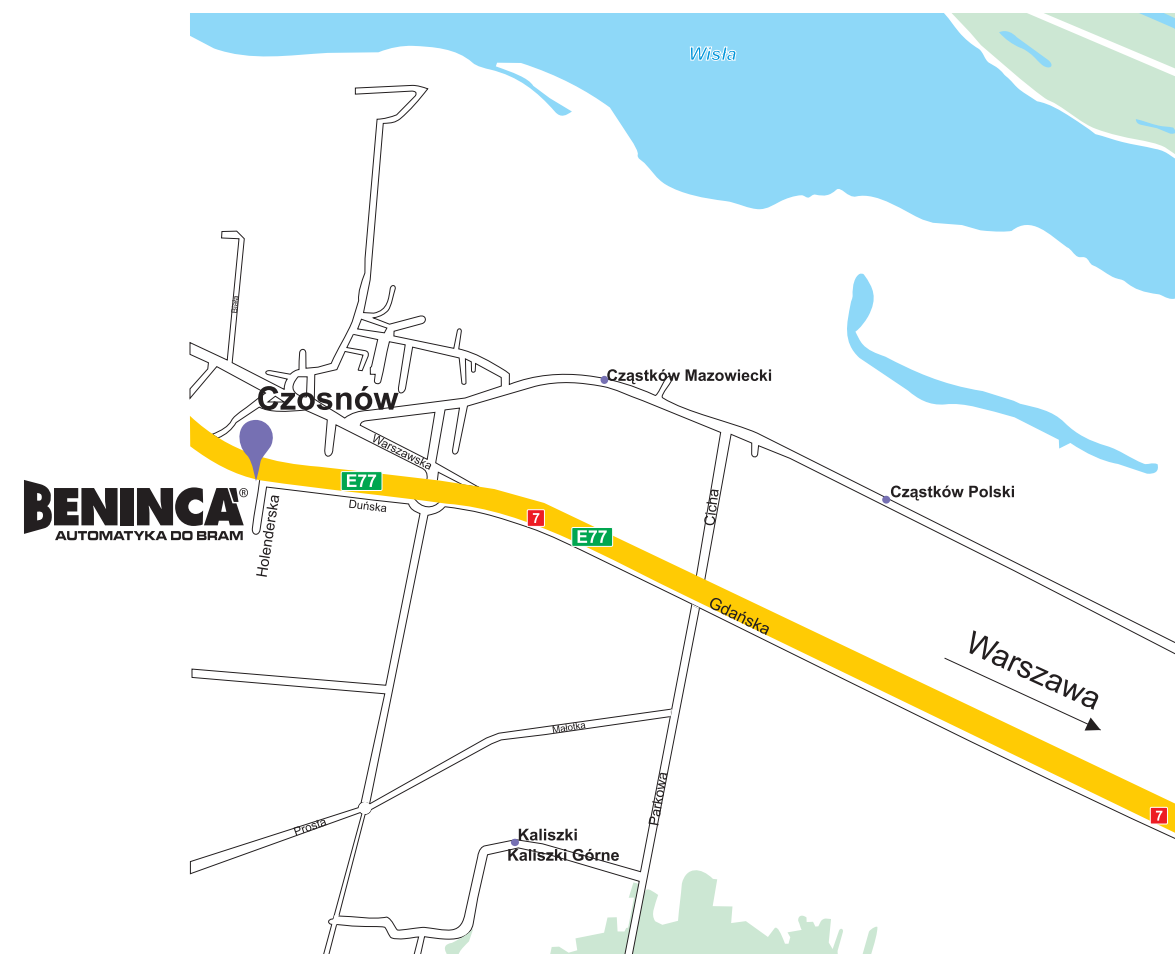 Wisła
Prosta
Cząstków Mazowiecki
Czosnów
Warszawska
E77
Cząstków Polski
BENINCA®
AUTOMATYKA DO BRAM
Holenderska
Duńska
7
E77
Cicha
Gdańska
Warszawa
Małotka
Parkowa
7
Prosta
Kaliszki
Kaliszki Górne